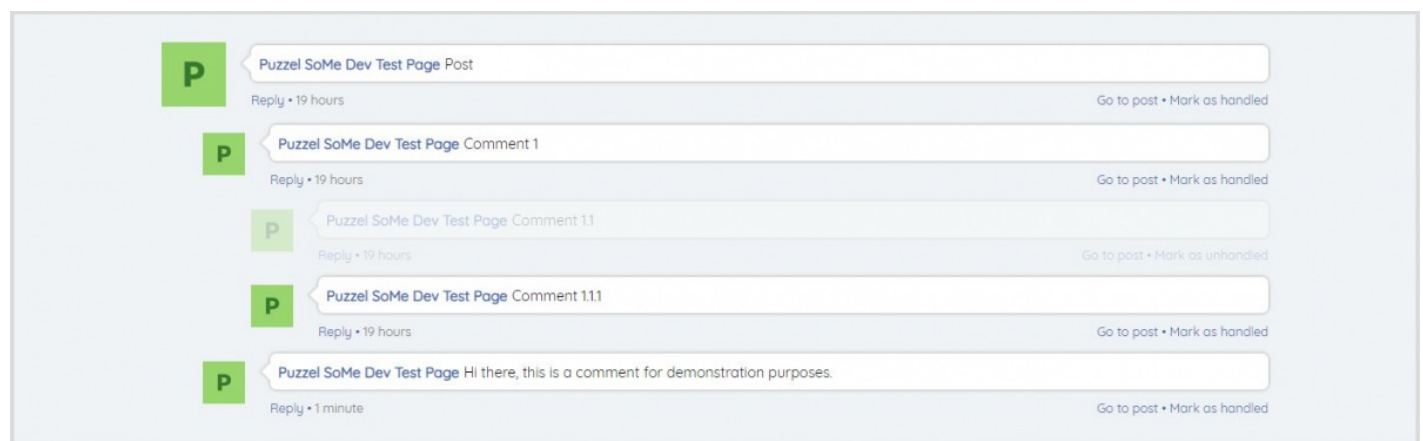 P
Puzzel SoMe Dev Test Page Post
Reply • 19 hours Go to post • Mark as handled
P
Puzzel SoMe Dev Test Page Comment 1
Reply • 19 hours Go to post • Mark as handled
P
Puzzel SoMe Dev Test Page Comment 1.1
Reply • 19 hours Go to post • Mark as unhandled
P
Puzzel SoMe Dev Test Page Comment 1.1.1
Reply • 19 hours Go to post • Mark as handled
P
Puzzel SoMe Dev Test Page Hi there, this is a comment for demonstration purposes.
Reply • 1 minute Go to post • Mark as handled